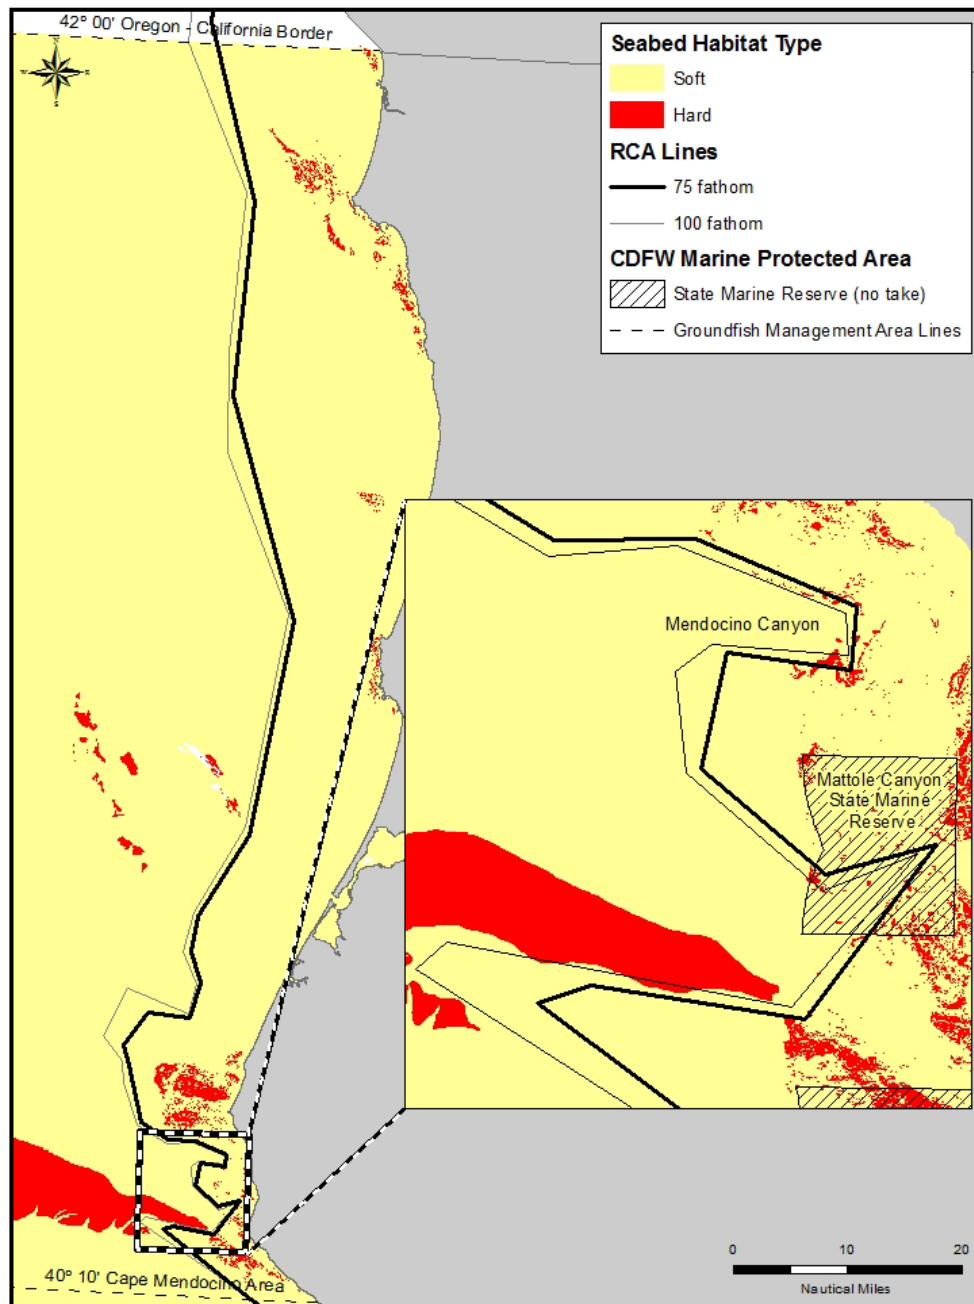 42° 00' Oregon - California Border
N
W
E
S
Seabed Habitat Type
Soft
Hard
RCA Lines
75 fathom
100 fathom
CDFW Marine Protected Area
State Marine Reserve (no take)
Groundfish Management Area Lines
Mendocino Canyon
Mattole Canyon
State Marine
Reserve
40° 10' Cape Mendocino Area
0
10
20
Nautical Miles